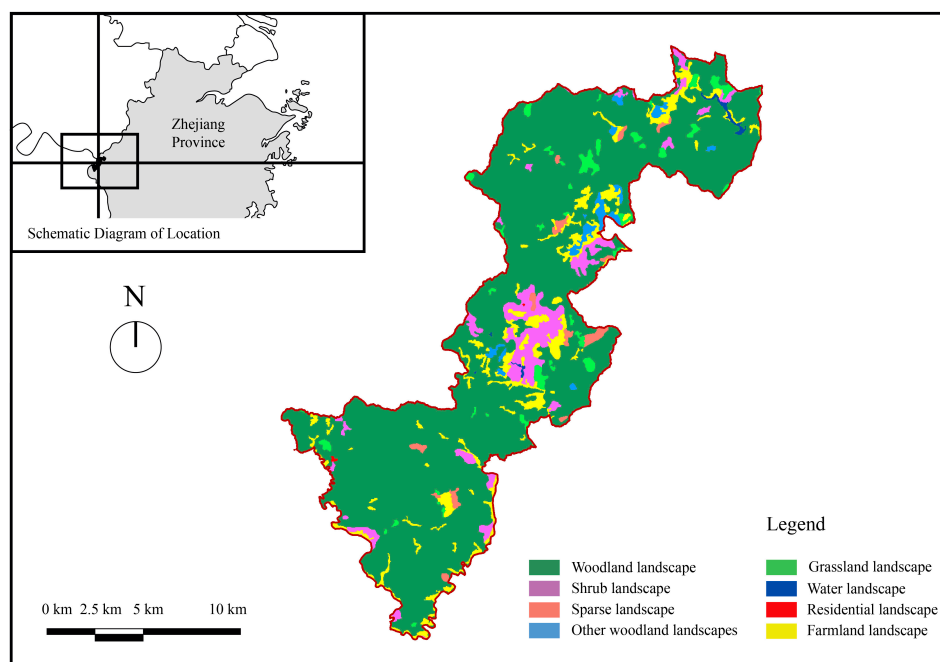 Zhejiang
Province
Schematic Diagram of Location
N
Legend
Woodland landscape
Shrub landscape
Sparse landscape
Other woodland landscapes
Grassland landscape
Water landscape
Residential landscape
Farmland landscape
0 km 2.5 km 5 km 10 km